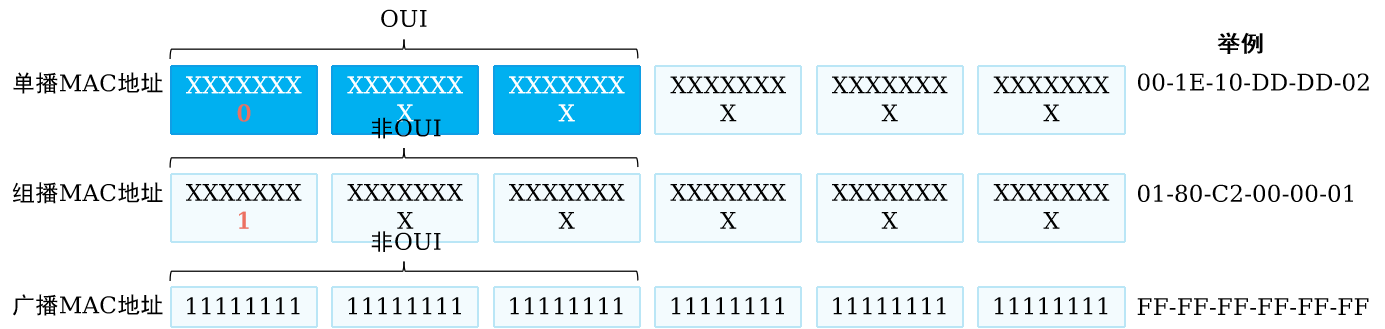 OUI
举例
单播MAC地址 XXXXXXX XXXXXXX XXXXXXX XXXXXXX XXXXXXX XXXXXXX 00-1E-10-DD-DD-02
0 X X X X X
非OUI
组播MAC地址 XXXXXXX XXXXXXX XXXXXXX XXXXXXX XXXXXXX XXXXXXX 01-80-C2-00-00-01
1 X X X X X
非OUI
广播MAC地址 11111111 11111111 11111111 11111111 11111111 11111111 FF-FF-FF-FF-FF-FF